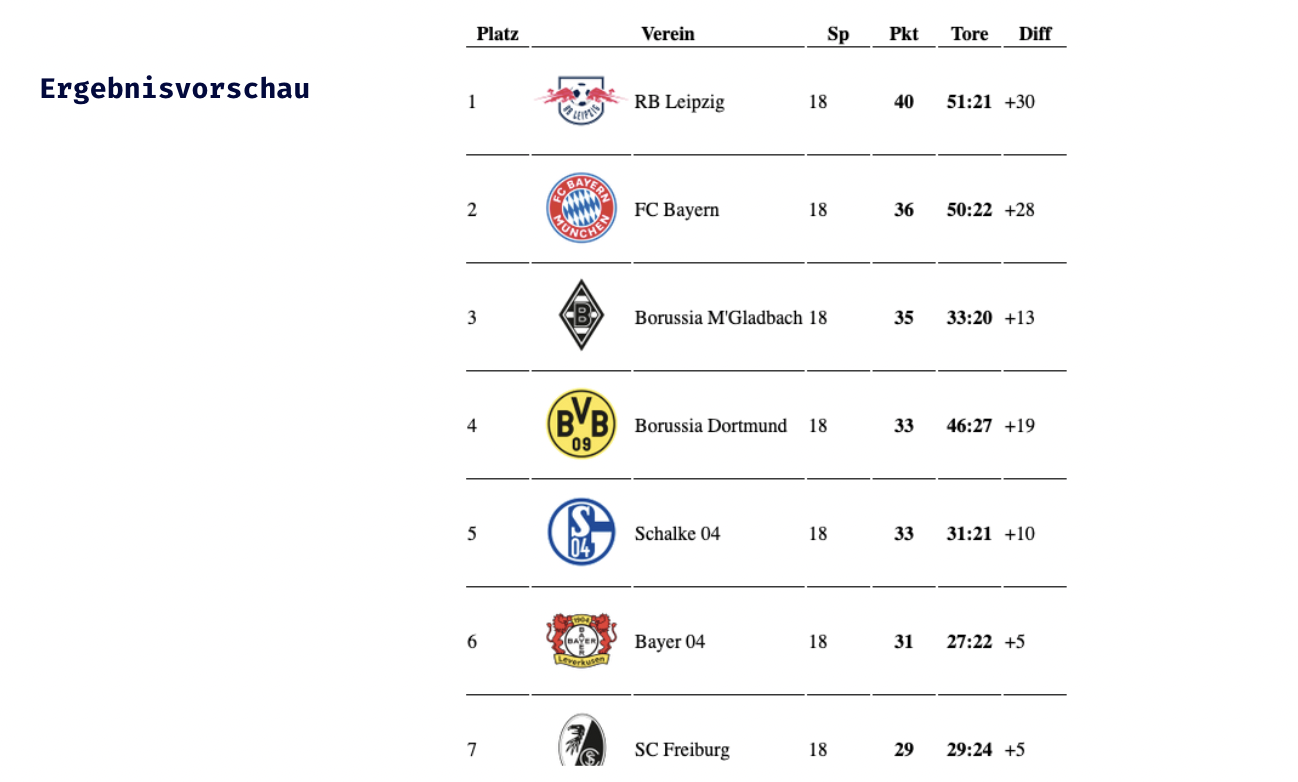 Ergebnisvorschau
Platz Verein Sp Pkt Tore Diff
1 RB LEIPZIG RB Leipzig 18 40 51:21 +30
2 FC BAYERN MÜNCHEN FC Bayern 18 36 50:22 +28
3 B Borussia M'Gladbach 18 35 33:20 +13
4 BVB 09 Borussia Dortmund 18 33 46:27 +19
5 S 04 Schalke 04 18 33 31:21 +10
6 1904 BAYER BAYER Leverkusen Bayer 04 18 31 27:22 +5
7 SC Freiburg 18 29 29:24 +5